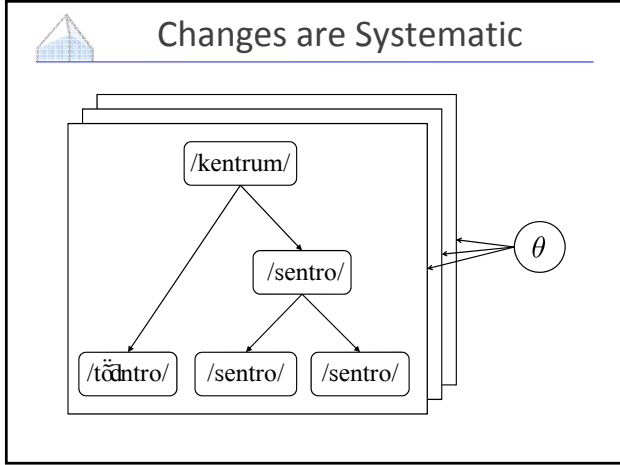 Changes are Systematic
/kentrum/
/sentro/
θ
/sentro/
/sentro/